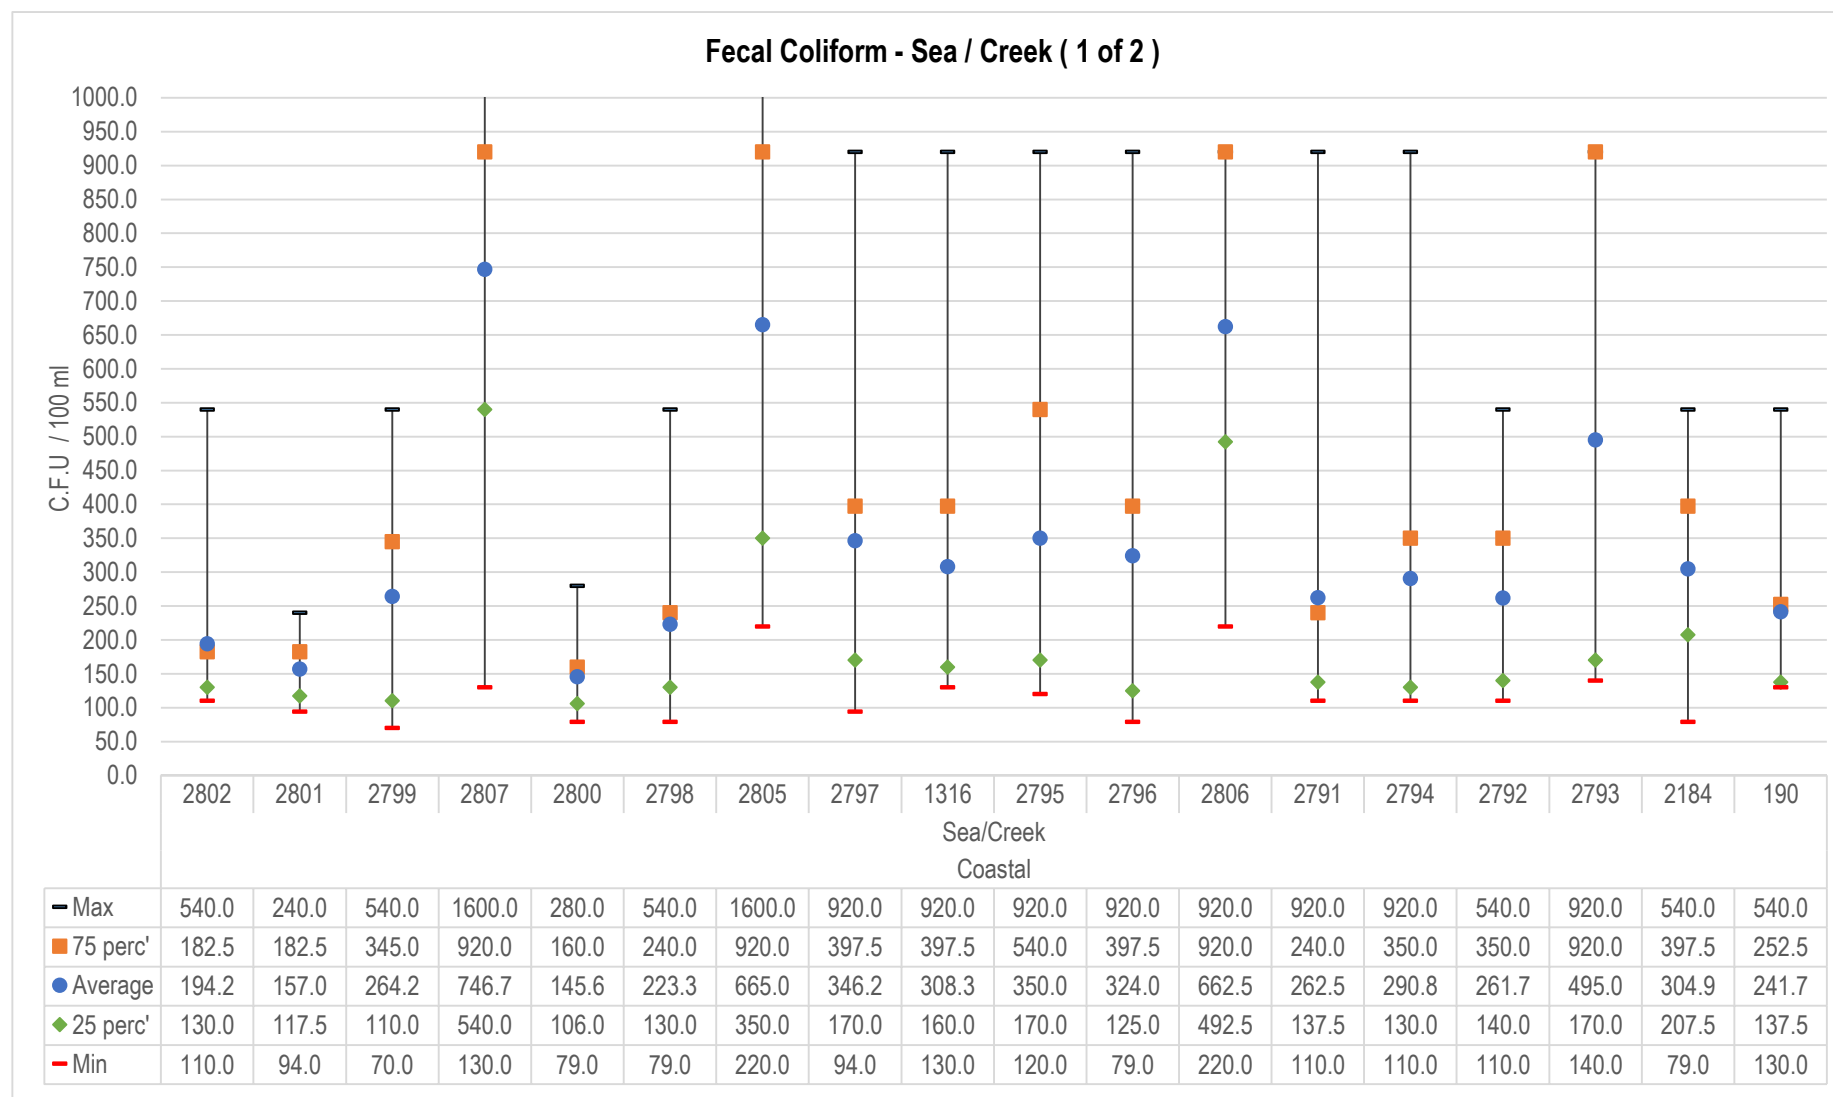 Fecal Coliform - Sea / Creek ( 1 of 2 )
1000.0
950.0
900.0
850.0
800.0
750.0
700.0
650.0
600.0
550.0
500.0
450.0
400.0
350.0
300.0
250.0
200.0
150.0
100.0
50.0
0.0
C.F.U / 100 ml
2802 2801 2799 2807 2800 2798 2805 2797 1316 2795 2796 2806 2791 2794 2792 2793 2184 190
Sea/Creek
Coastal
Max 540.0 240.0 540.0 1600.0 280.0 540.0 1600.0 920.0 920.0 920.0 920.0 920.0 920.0 920.0 540.0 920.0 540.0 540.0
75 perc' 182.5 182.5 345.0 920.0 160.0 240.0 920.0 397.5 397.5 540.0 397.5 920.0 240.0 350.0 350.0 920.0 397.5 252.5
Average 194.2 157.0 264.2 746.7 145.6 223.3 665.0 346.2 308.3 350.0 324.0 662.5 262.5 290.8 261.7 495.0 304.9 241.7
25 perc' 130.0 117.5 110.0 540.0 106.0 130.0 350.0 170.0 160.0 170.0 125.0 492.5 137.5 130.0 140.0 170.0 207.5 137.5
Min 110.0 94.0 70.0 130.0 79.0 79.0 220.0 94.0 130.0 120.0 79.0 220.0 110.0 110.0 110.0 140.0 79.0 130.0